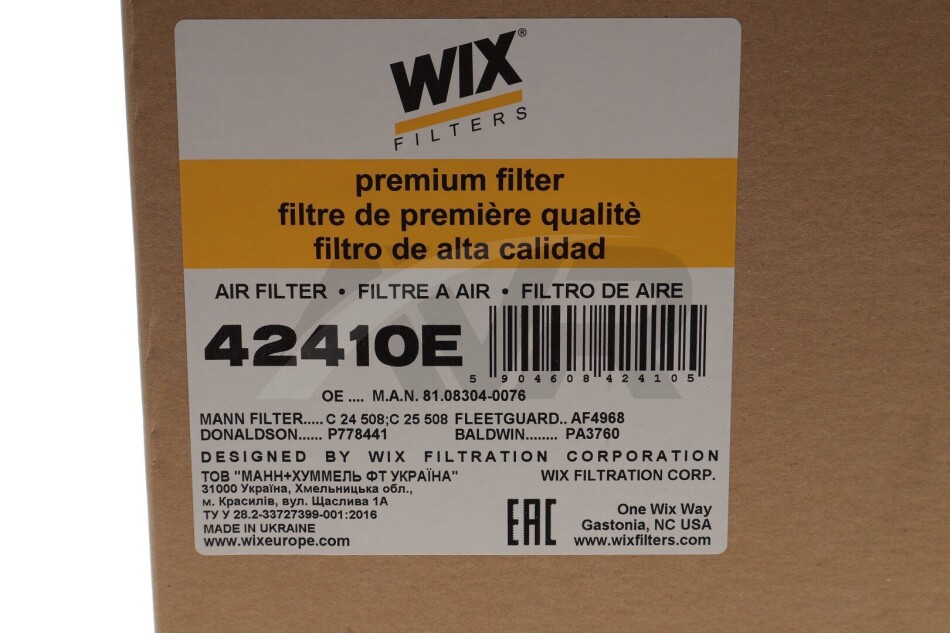 WIX®
FILTERS
premium filter
filtre de première qualitè
filtro de alta calidad
AIR FILTER • FILTRE A AIR • FILTRO DE AIRE
42410E
5 904608 424105
OE .... M.A.N. 81.08304-0076
MANN FILTER..... C 24 508;C 25 508 FLEETGUARD.. AF4968
DONALDSON...... P778441 BALDWIN........ PA3760
DESIGNED BY WIX FILTRATION CORPORATION
ТОВ "МАНН+ХУММЕЛЬ ФТ УКРАЇНА" WIX FILTRATION CORP.
31000 Україна, Хмельницька обл.,
м. Красилів, вул. Щаслива 1А
ТУ У 28.2-33727399-001:2016
MADE IN UKRAINE
www.wixeurope.com
EAC
One Wix Way
Gastonia, NC USA
www.wixfilters.com